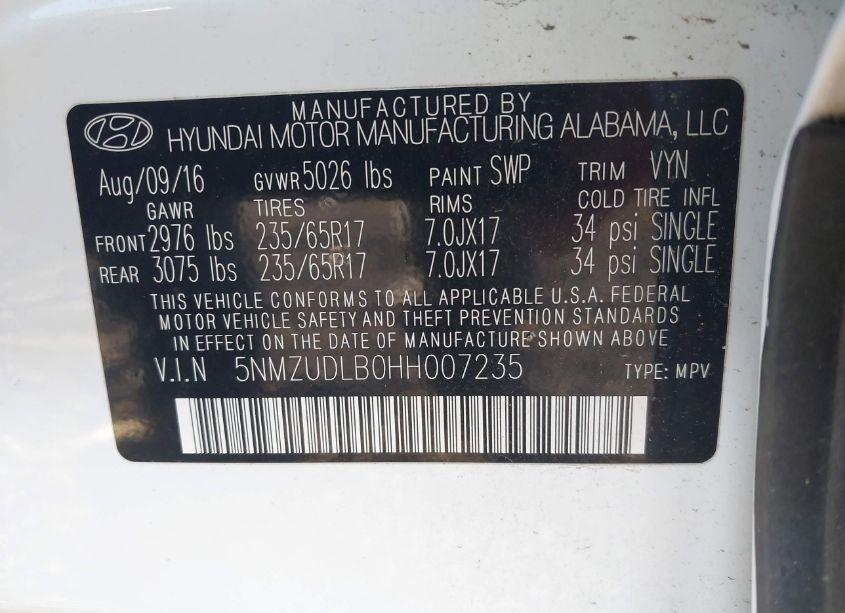 MANUFACTURED BY
HYUNDAI MOTOR MANUFACTURING ALABAMA, LLC
Aug/09/16 GVWR 5026 lbs PAINT SWP TRIM VYN
GAWR TIRES RIMS COLD TIRE INFL
FRONT 2976 lbs 235/65R17 7.0JX17 34 psi SINGLE
REAR 3075 lbs 235/65R17 7.0JX17 34 psi SINGLE
THIS VEHICLE CONFORMS TO ALL APPLICABLE U.S.A. FEDERAL
MOTOR VEHICLE SAFETY AND THEFT PREVENTION STANDARDS
IN EFFECT ON THE DATE OF MANUFACTURE SHOWN ABOVE
V.I.N 5NMZUDLB0HH007235 TYPE: MPV